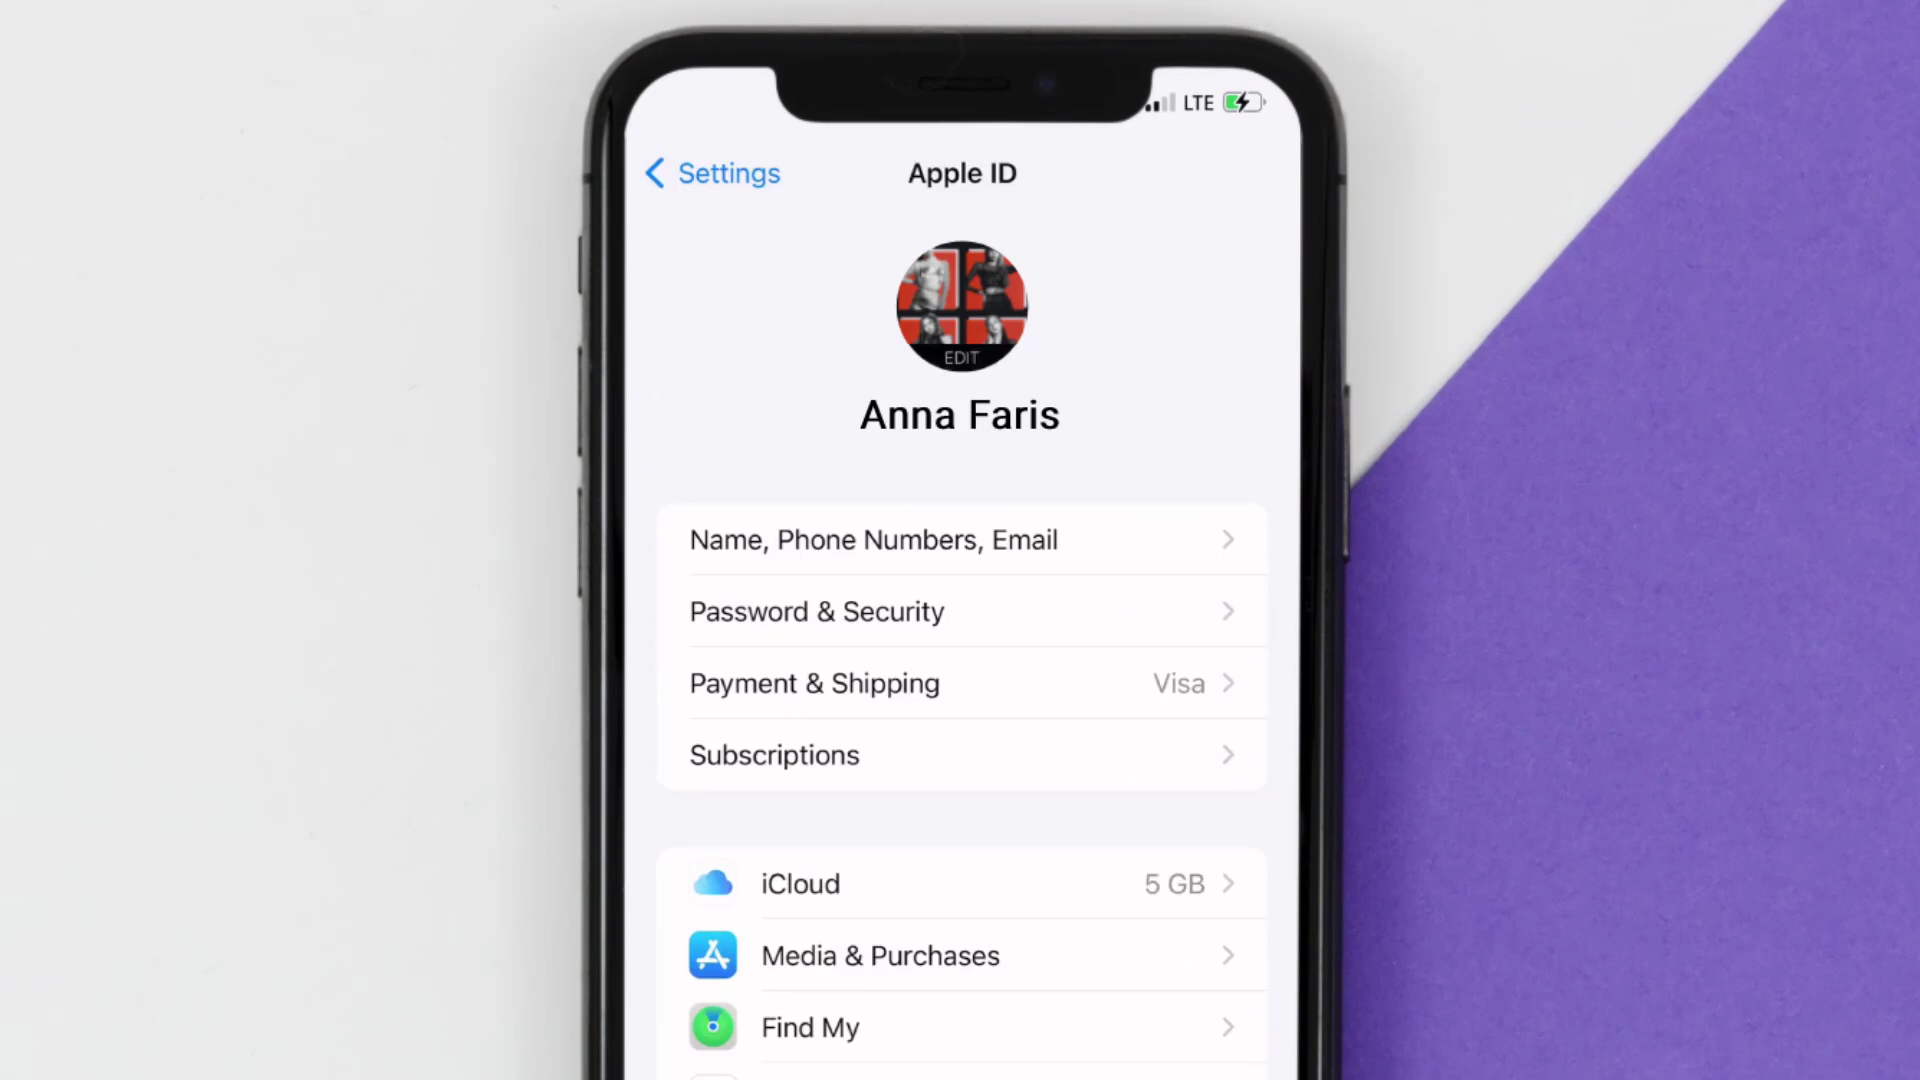 LTE
Settings
Apple ID
EDIT
Anna Faris
Name, Phone Numbers, Email
Password & Security
Payment & Shipping Visa
Subscriptions
iCloud 5 GB
Media & Purchases
Find My